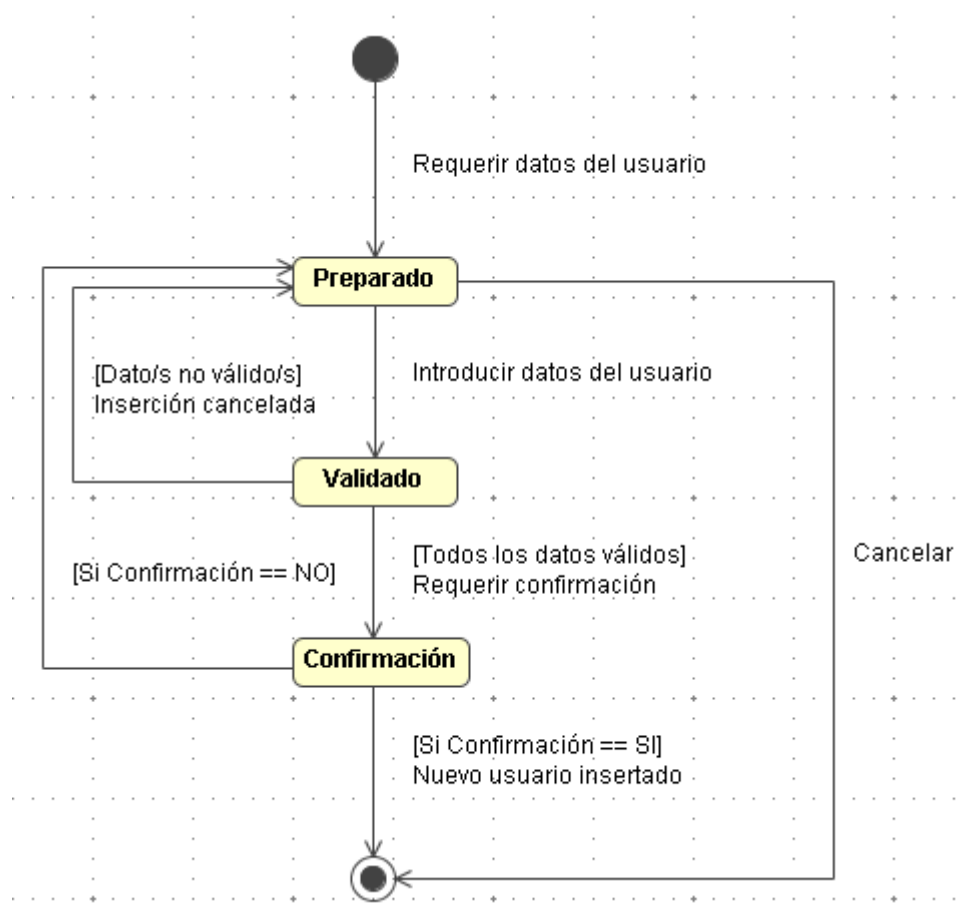 Requerir datos del usuario
Preparado
[Dato/s no válido/s]
Inserción cancelada
Introducir datos del usuario
Validado
[Si Confirmación == NO]
[Todos los datos válidos]
Requerir confirmación
Cancelar
Confirmación
[Si Confirmación == SI]
Nuevo usuario insertado